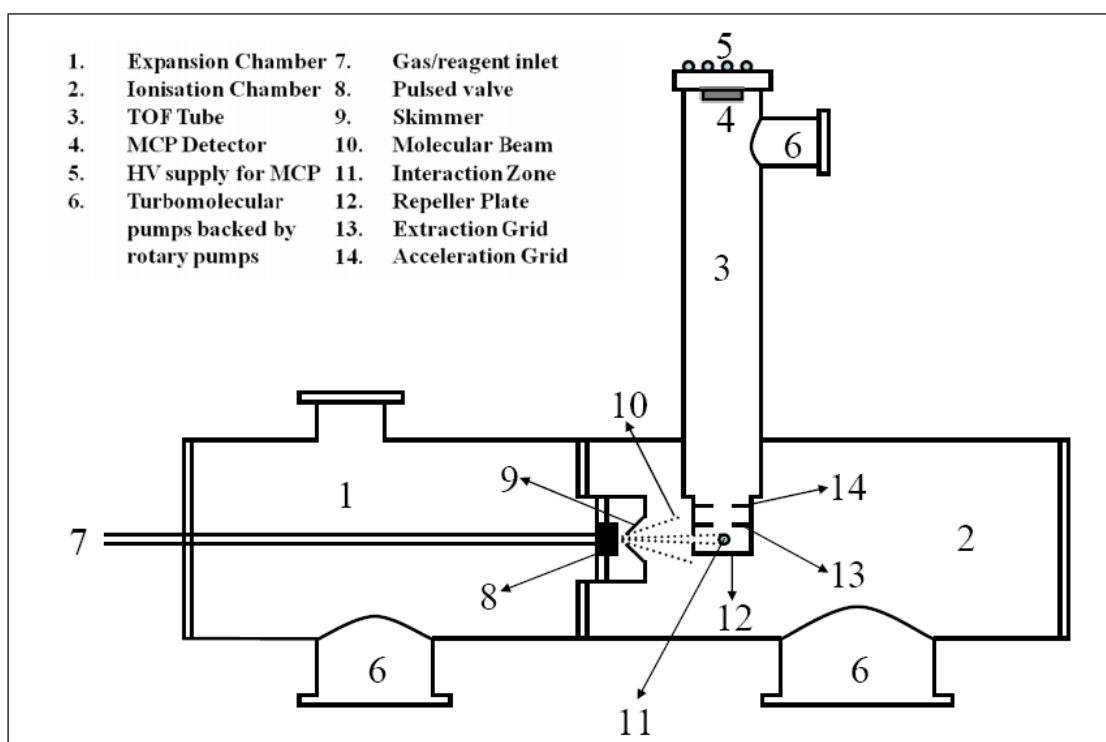 1. Expansion Chamber 7. Gas/reagent inlet
2. Ionisation Chamber 8. Pulsed valve
3. TOF Tube 9. Skimmer
4. MCP Detector 10. Molecular Beam
5. HV supply for MCP 11. Interaction Zone
6. Turbomolecular 12. Repeller Plate
pumps backed by 13. Extraction Grid
rotary pumps 14. Acceleration Grid
5
4
6
3
10
9
14
1
7
2
8
13
12
6
6
11